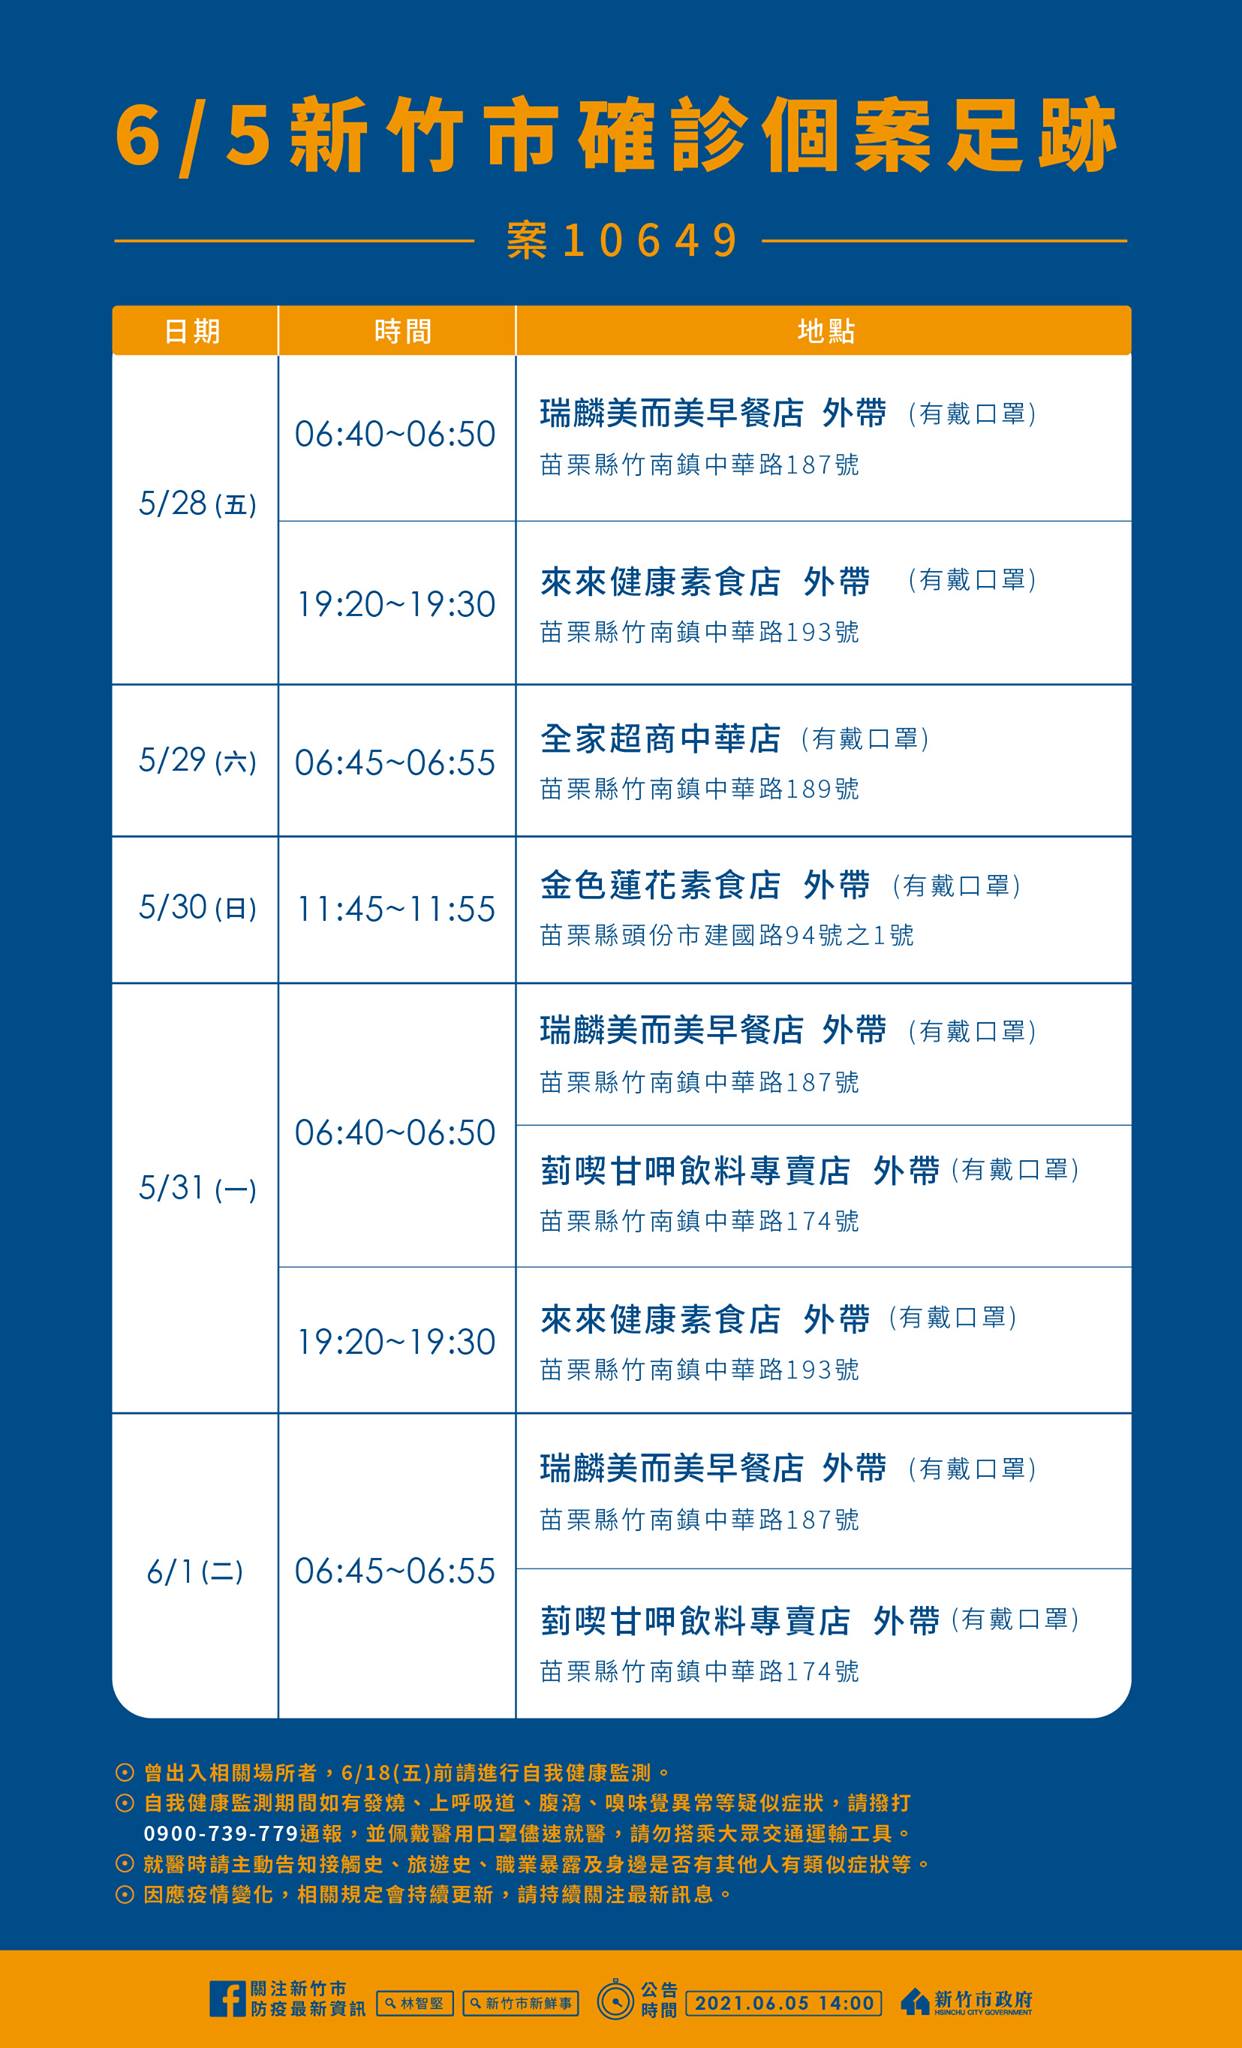 6/5新竹市確診個案足跡
案10649
日期 時間 地點
5/28(五)
06:40~06:50
瑞麟美而美早餐店 外帶 (有戴口罩)
苗栗縣竹南鎮中華路187號
19:20~19:30
來來健康素食店 外帶 (有戴口罩)
苗栗縣竹南鎮中華路193號
5/29(六)
06:45~06:55
全家超商中華店 (有戴口罩)
苗栗縣竹南鎮中華路189號
5/30(日)
11:45~11:55
金色蓮花素食店 外帶 (有戴口罩)
苗栗縣頭份市建國路94號之1號
5/31(一)
06:40~06:50
瑞麟美而美早餐店 外帶 (有戴口罩)
苗栗縣竹南鎮中華路187號
莿喫甘呷飲料專賣店 外帶 (有戴口罩)
苗栗縣竹南鎮中華路174號
19:20~19:30
來來健康素食店 外帶 (有戴口罩)
苗栗縣竹南鎮中華路193號
6/1(二)
06:45~06:55
瑞麟美而美早餐店 外帶 (有戴口罩)
苗栗縣竹南鎮中華路187號
莿喫甘呷飲料專賣店 外帶 (有戴口罩)
苗栗縣竹南鎮中華路174號
⊙ 曾出入相關場所者，6/18(五)前請進行自我健康監測。
⊙ 自我健康監測期間如有發燒、上呼吸道、腹瀉、嗅味覺異常等疑似症狀，請撥打
0900-739-779通報，並佩戴醫用口罩儘速就醫，請勿搭乘大眾交通運輸工具。
⊙ 就醫時請主動告知接觸史、旅遊史、職業暴露及身邊是否有其他人有類似症狀等。
⊙ 因應疫情變化，相關規定會持續更新，請持續關注最新訊息。
關注新竹市
防疫最新資訊
林智堅
新竹市新鮮事
公告
時間
2021.06.05 14:00
新竹市政府
HSINCHU CITY GOVERNMENT